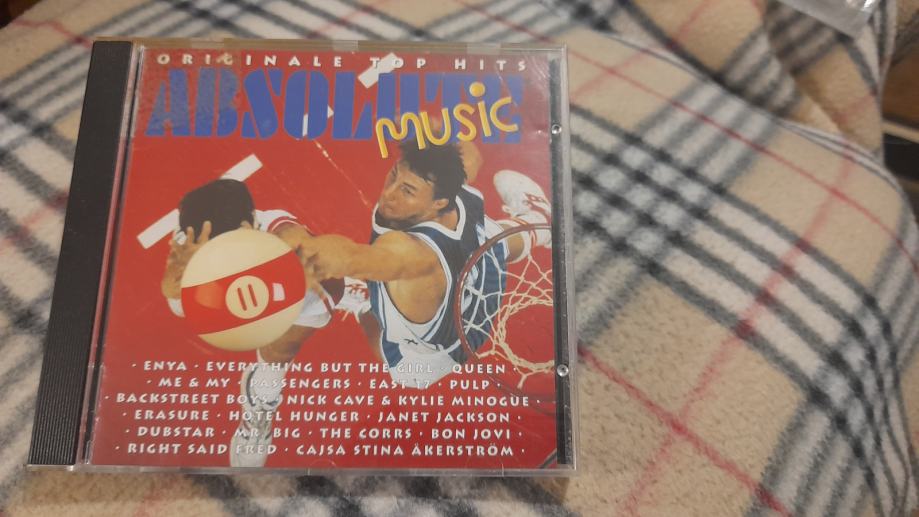 ORIGINALE TOP HITS
ABSOLUTE
MUSIC
11
· ENYA · EVERYTHING BUT THE GIRL · QUEEN ·
· ME & MY · PASSENGERS · EAST 17 · PULP ·
· BACKSTREET BOYS · NICK CAVE & KYLIE MINOGUE ·
· ERASURE · HOTEL HUNGER · JANET JACKSON ·
· DUBSTAR · MR. BIG · THE CORRS · BON JOVI ·
· RIGHT SAID FRED · CAJSA STINA ÅKERSTRÖM ·